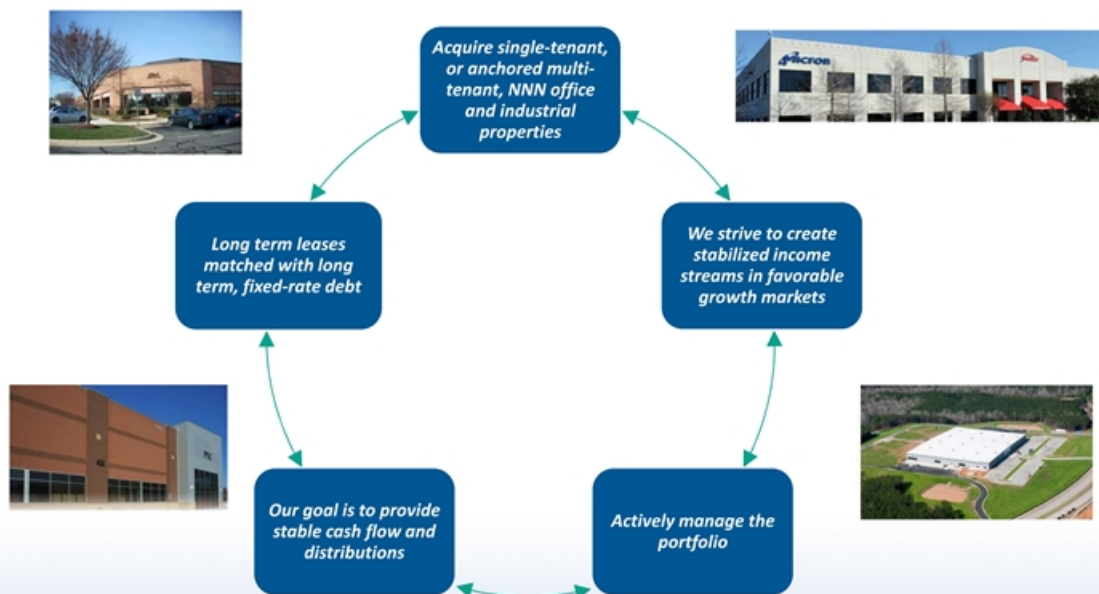 Acquire single-tenant,
or anchored multi-
tenant, NNN office
and industrial
properties
Micron
Long term leases
matched with long
term, fixed-rate debt
We strive to create
stabilized income
streams in favorable
growth markets
Our goal is to provide
stable cash flow and
distributions
Actively manage the
portfolio